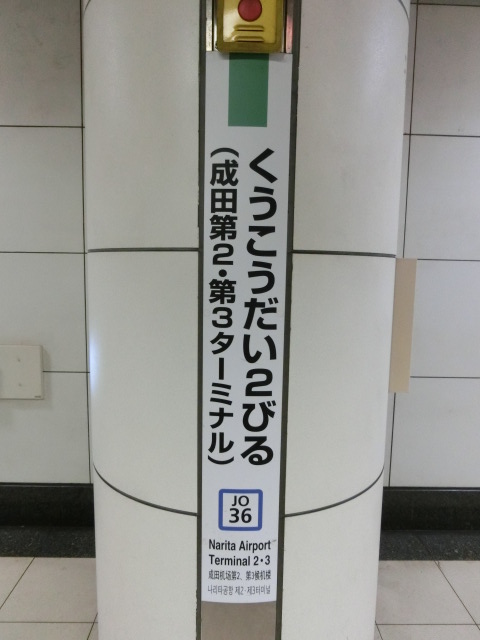 くうこうだい2びる
(成田第2・第3ターミナル)
JO
36
Narita Airport
Terminal 2・3
成田机场第2、第3候机楼
나리타공항 제2·제3터미널